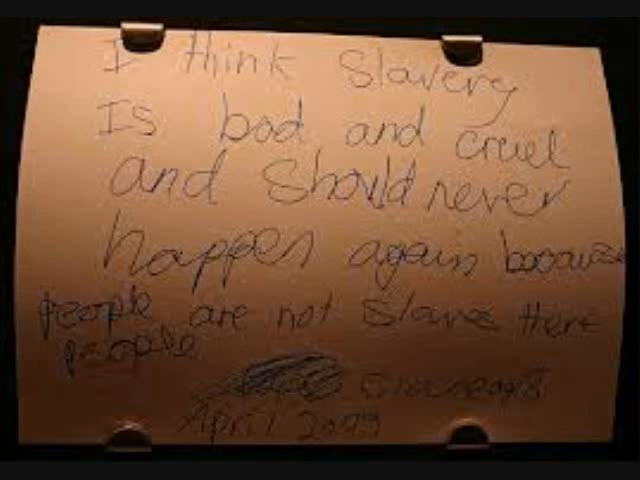 I think Slavery
Is bad and cruel
and Should never
happen again because
people are not Slaves there
people
April